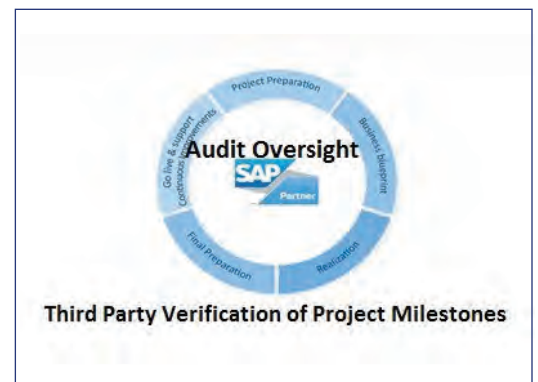 Project Preparation
Business blueprint
Realization
Final Preparation
Go live & support
Continuous Improvements
Audit Oversight
SAP
Partner
Third Party Verification of Project Milestones